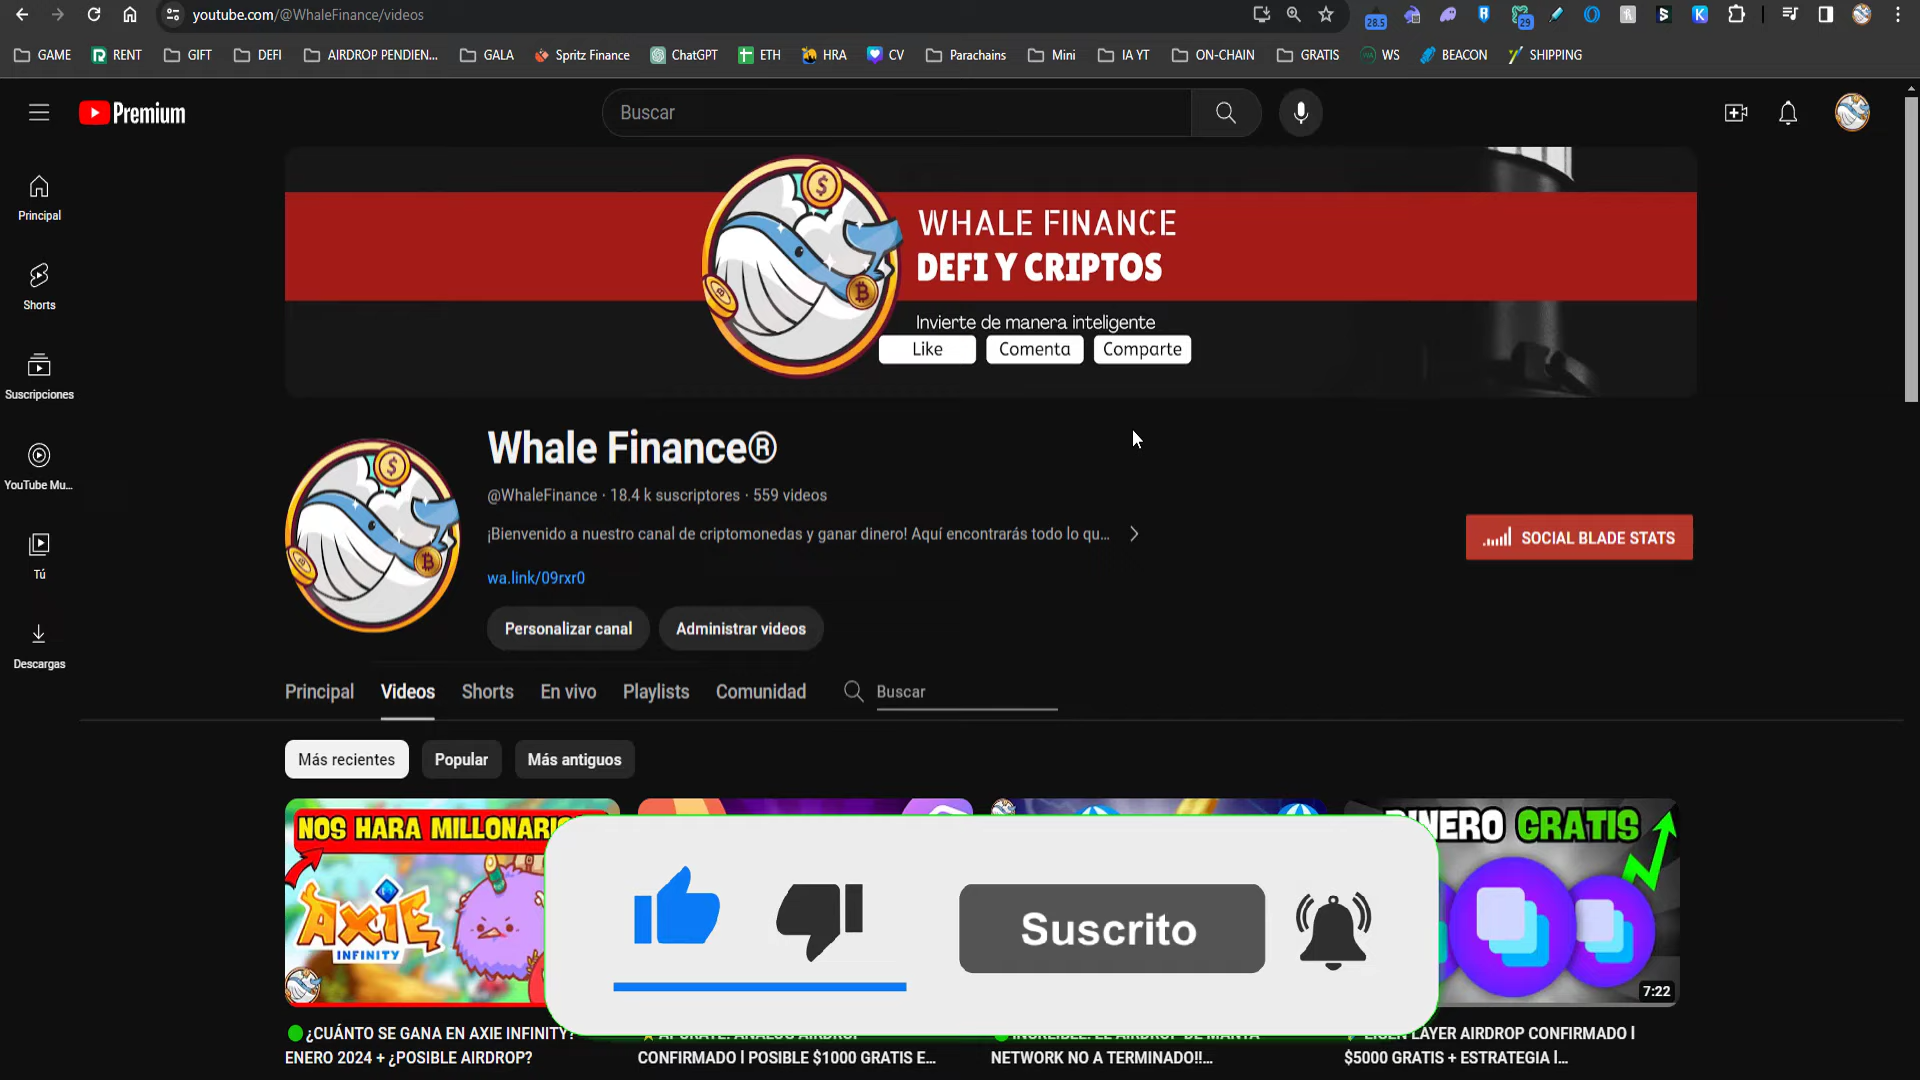 youtube.com/@WhaleFinance/videos
28.5
29
GAME
RENT
GIFT
DEFI
AIRDROP PENDIEN...
GALA
Spritz Finance
ChatGPT
ETH
HRA
CV
Parachains
Mini
IA YT
ON-CHAIN
GRATIS
WS
BEACON
SHIPPING
Premium
Buscar
Principal
Shorts
Suscripciones
YouTube Mu...
Tú
Descargas
WHALE FINANCE
DEFI Y CRIPTOS
Invierte de manera inteligente
Like
Comenta
Comparte
Whale Finance®
@WhaleFinance · 18.4 k suscriptores · 559 videos
¡Bienvenido a nuestro canal de criptomonedas y ganar dinero! Aquí encontrarás todo lo qu...
wa.link/09rxr0
SOCIAL BLADE STATS
Personalizar canal
Administrar videos
Principal
Videos
Shorts
En vivo
Playlists
Comunidad
Buscar
Más recientes
Popular
Más antiguos
NOS HARA
AXIE
INFINITY
GRATIS
7:22
Suscrito
¿CUÁNTO SE GANA EN AXIE INFINITY?
ENERO 2024 + ¿POSIBLE AIRDROP?
CONFIRMADO | POSIBLE $1000 GRATIS E...
NETWORK NO A TERMINADO!!...
LAYER AIRDROP CONFIRMADO |
$5000 GRATIS + ESTRATEGIA |...